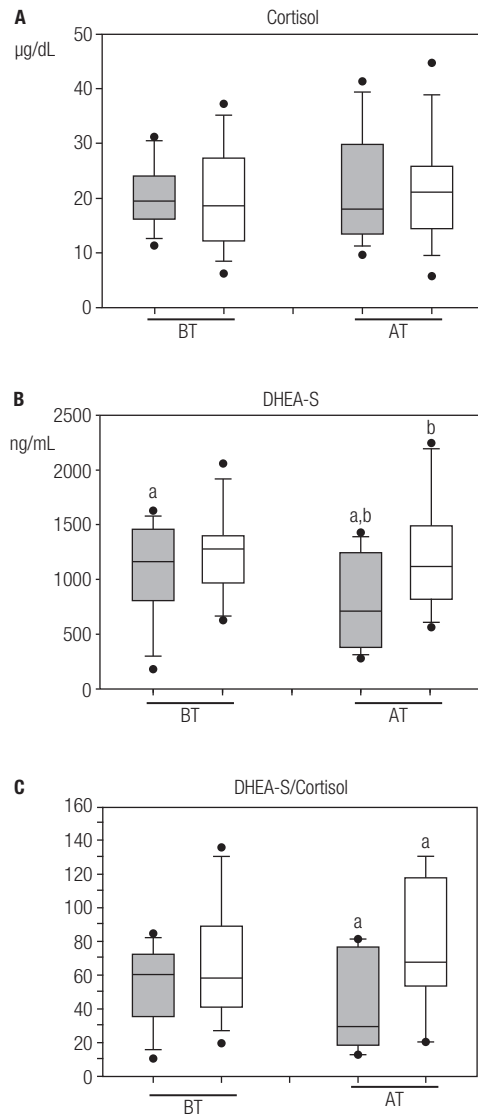 A
Cortisol
µg/dL
50
40
30
20
10
0
BT
AT
B
DHEA-S
ng/mL
2500
2000
1500
1000
500
0
a
a,b
b
BT
AT
C
DHEA-S/Cortisol
160
140
120
100
80
60
40
20
0
a
a
BT
AT